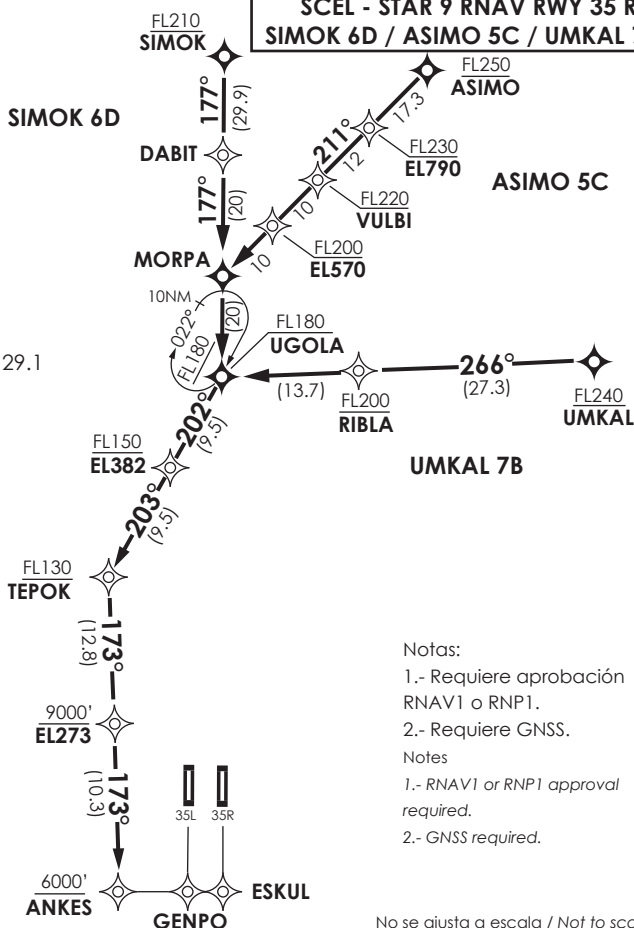 SCEL - STAR 9 RNAV RWY 35 R
SIMOK 6D / ASIMO 5C / UMKAL
FL210
SIMOK
FL250
ASIMO
SIMOK 6D
177°
(29.9)
17.3
211°
12
FL230
EL790
DABIT
ASIMO 5C
177°
(20)
10
FL220
VULBI
10
FL200
EL570
MORPA
10NM
022°
FL180
(20)
FL180
UGOLA
29.1
(13.7)
FL200
RIBLA
266°
(27.3)
FL240
UMKAL
202°
(9.5)
FL150
EL382
UMKAL 7B
203°
(9.5)
FL130
TEPOK
173°
(12.8)
9000'
EL273
173°
(10.3)
Notas:
1.- Requiere aprobación
RNAV1 o RNP1.
2.- Requiere GNSS.
Notes
1.- RNAV1 or RNP1 approval
required.
2.- GNSS required.
35L
35R
6000'
ANKES
GENPO
ESKUL
No se ajusta a escala / Not to